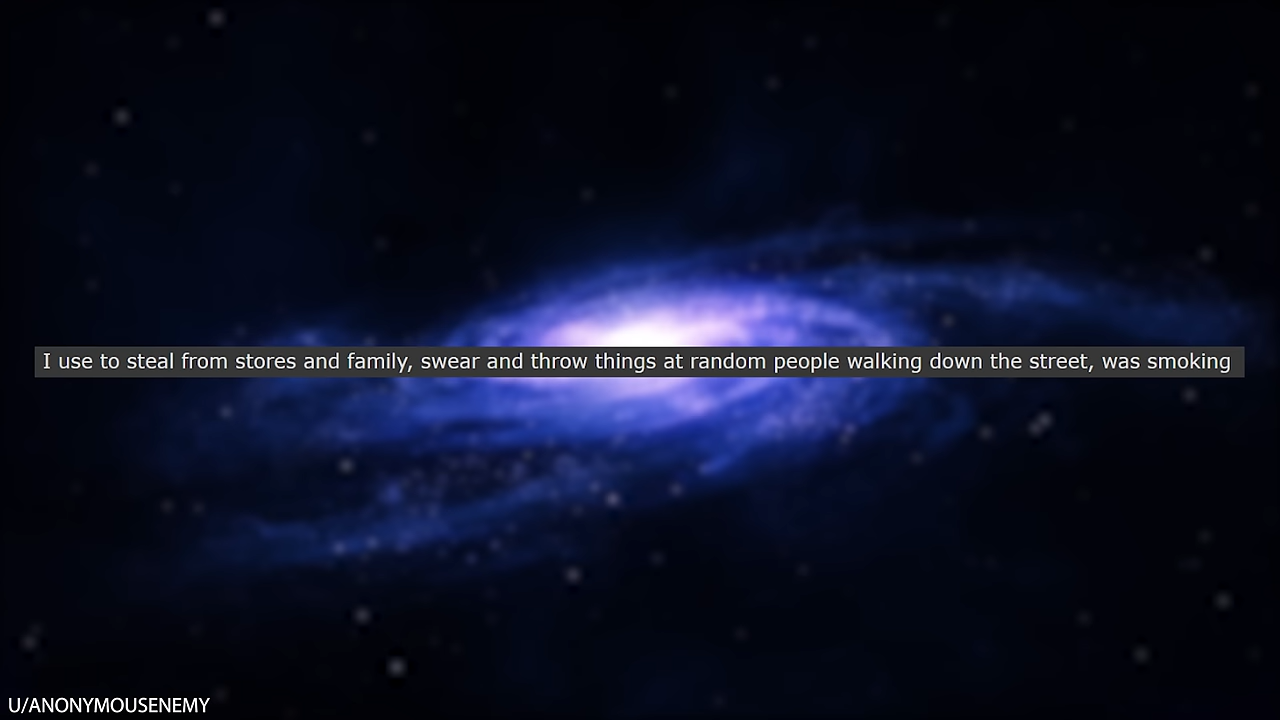 I use to steal from stores and family, swear and throw things at random people walking down the street, was smoking
U/ANONYMOUSENEMY